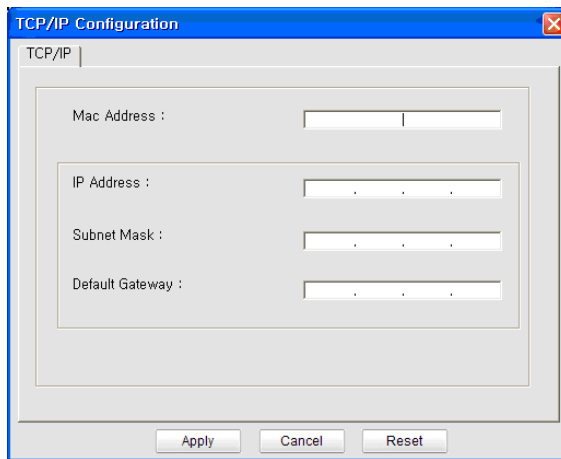 TCP/IP Configuration
TCP/IP
Mac Address :
IP Address :
. . .
Subnet Mask :
. . .
Default Gateway :
. . .
Apply Cancel Reset